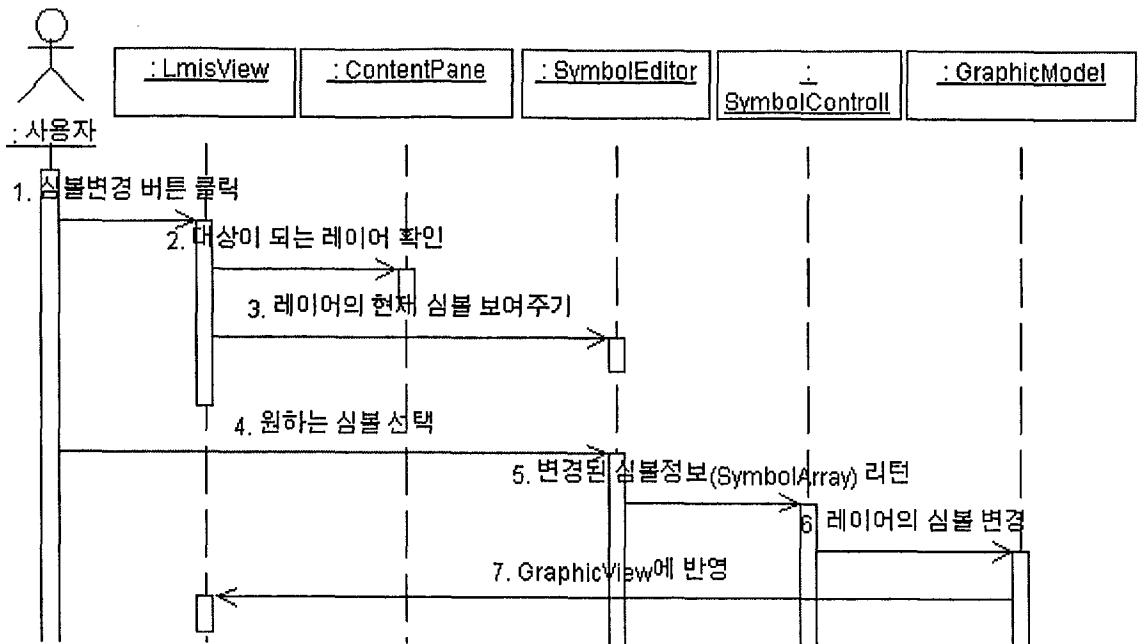 : LmisView
: ContentPane
: SymbolEditor
:
SymbolControll
: GraphicModel
: 사용자
1. 심볼변경 버튼 클릭
2. 대상이 되는 레이어 확인
3. 레이어의 현재 심볼 보여주기
4. 원하는 심볼 선택
5. 변경된 심볼정보(SymbolArray) 리턴
6. 레이어의 심볼 변경
7. GraphicView에 반영